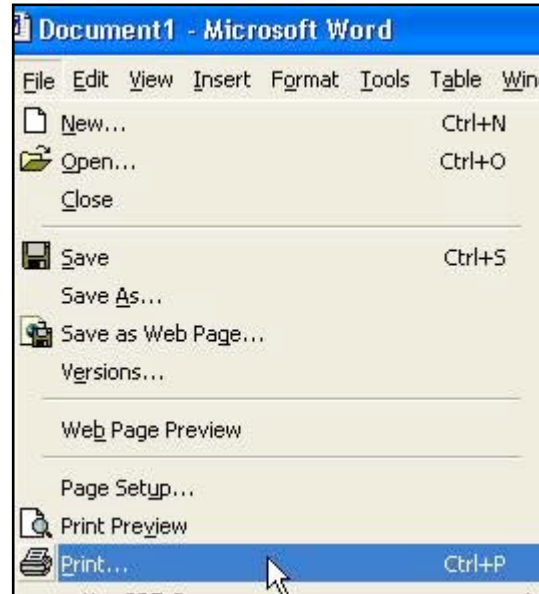 Document1 - Microsoft Word
File Edit View Insert Format Tools Table Win
New... Ctrl+N
Open... Ctrl+O
Close
Save Ctrl+S
Save As...
Save as Web Page...
Versions...
Web Page Preview
Page Setup...
Print Preview
Print... Ctrl+P